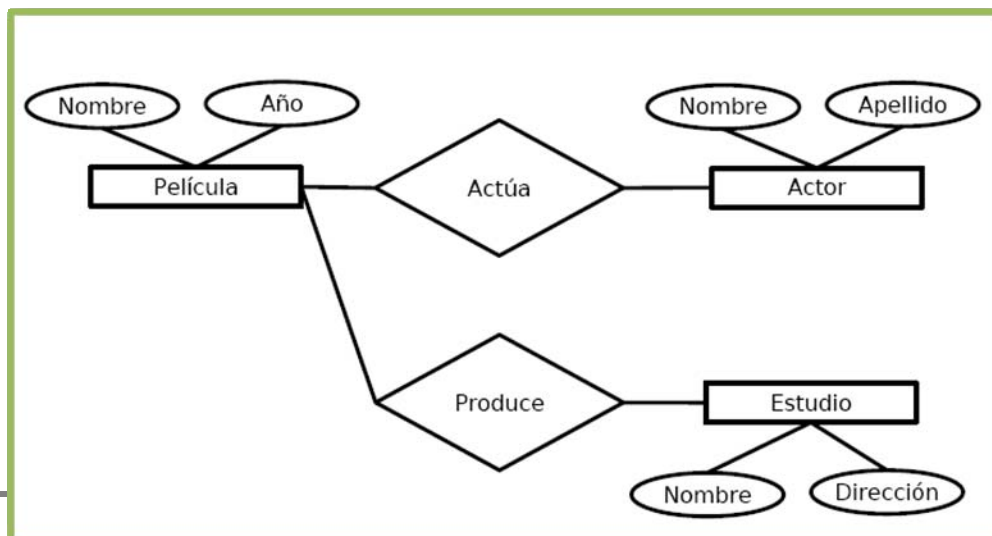 Nombre
Año
Nombre
Apellido
Película
Actúa
Actor
Produce
Estudio
Nombre
Dirección